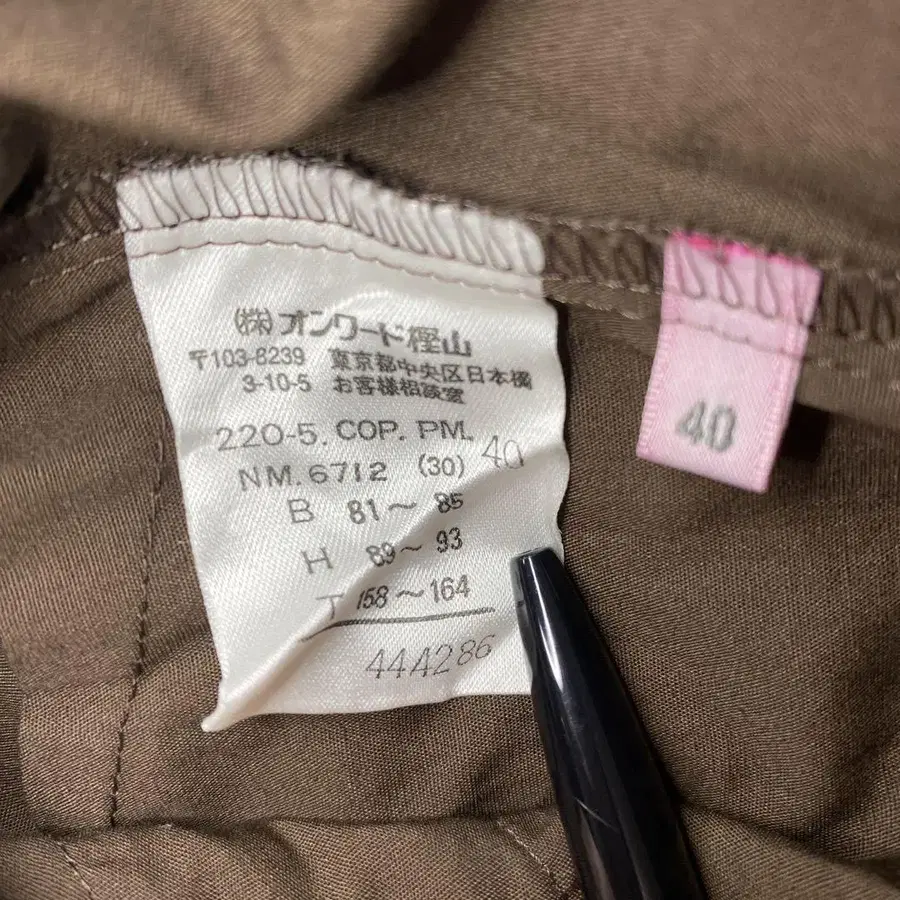 (株)オンワード樫山
〒103-8239 東京都中央区日本橋
3-10-5 お客様相談室
220-5. COP. PM.
NM. 6712 (30) 40
B 81～85
H 89～93
T 158～164
444286
40